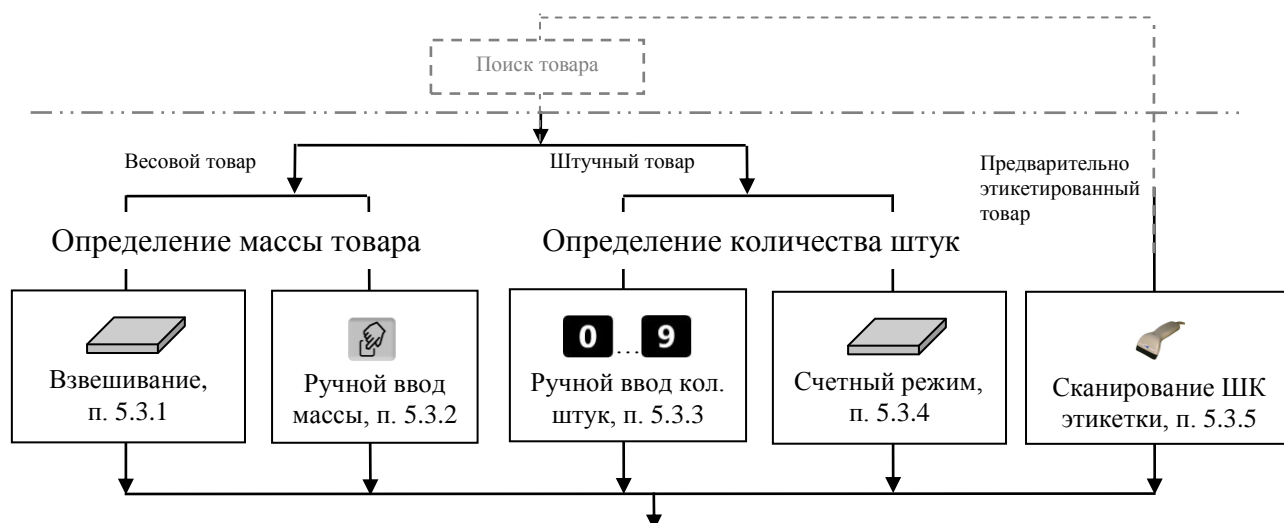 Поиск товара
Весовой товар
Штучный товар
Предварительно
этикетированный
товар
Определение массы товара
Определение количества штук
Взвешивание,
п. 5.3.1
Ручной ввод
массы, п. 5.3.2
0...9
Ручной ввод кол.
штук, п. 5.3.3
Счетный режим,
п. 5.3.4
Сканирование ШК
этикетки, п. 5.3.5